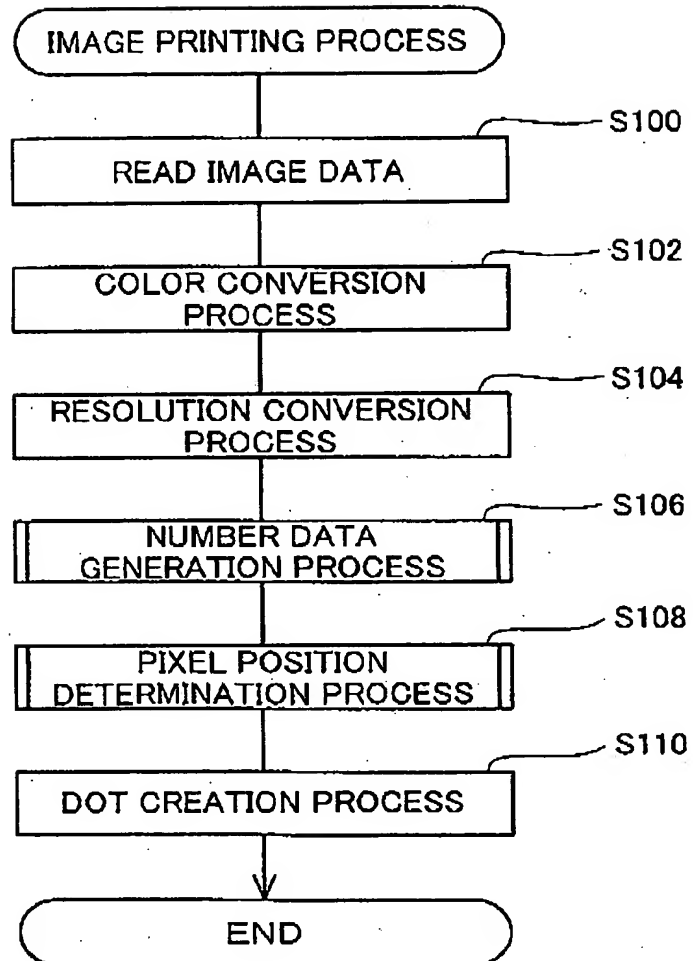 IMAGE PRINTING PROCESS
S100
READ IMAGE DATA
S102
COLOR CONVERSION
PROCESS
S104
RESOLUTION CONVERSION
PROCESS
S106
NUMBER DATA
GENERATION PROCESS
S108
PIXEL POSITION
DETERMINATION PROCESS
S110
DOT CREATION PROCESS
END